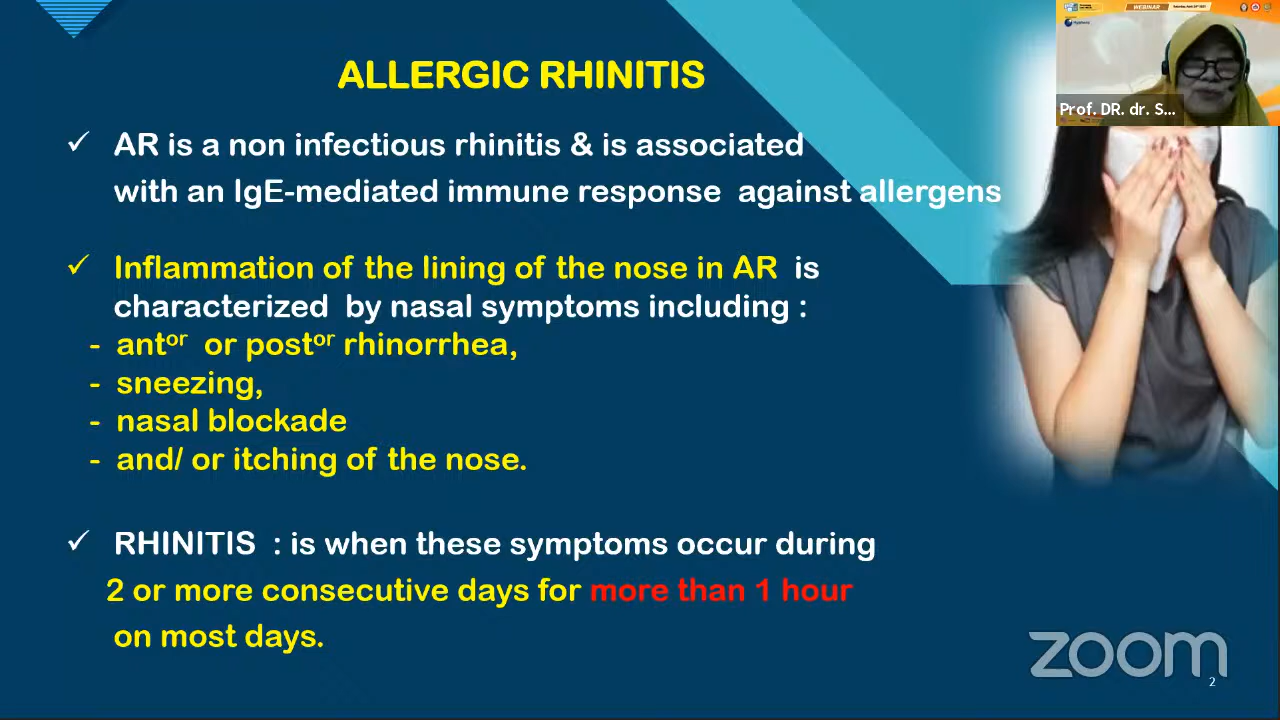 WEBINAR
ALLERGIC RHINITIS
Prof. DR. dr. S...
✓ AR is a non infectious rhinitis & is associated
with an IgE-mediated immune response against allergens
✓ Inflammation of the lining of the nose in AR is
characterized by nasal symptoms including :
- antᵒʳ or postᵒʳ rhinorrhea,
- sneezing,
- nasal blockade
- and/ or itching of the nose.
✓ RHINITIS : is when these symptoms occur during
2 or more consecutive days for more than 1 hour
on most days.
zoom
2